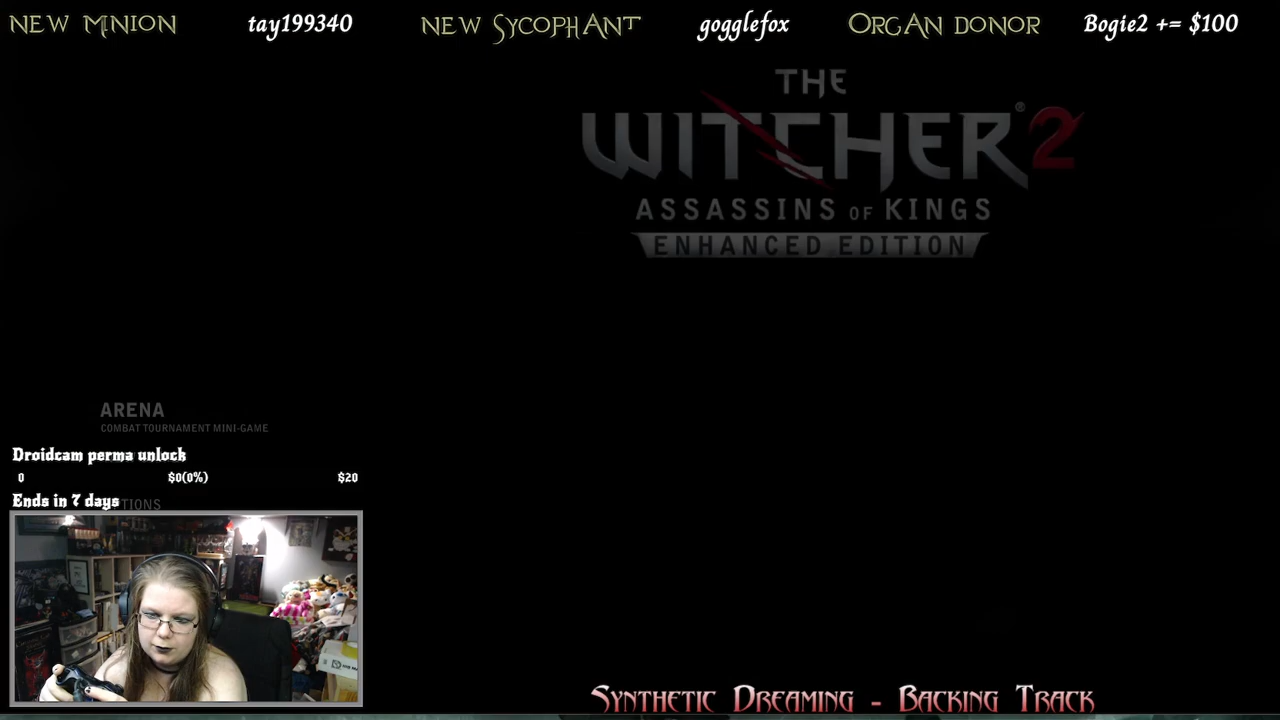 NEW MINION tay199340 NEW SYCOPHANT gogglefox ORGAN DONOR Bogie2 += $100
THE
WITCHER® 2
ASSASSINS OF KINGS
ENHANCED EDITION
ARENA
COMBAT TOURNAMENT MINI-GAME
Droidcam perma unlock
0 $0(0%) $20
Ends in 7 days TIONS
SYNTHETIC DREAMING - BACKING TRACK